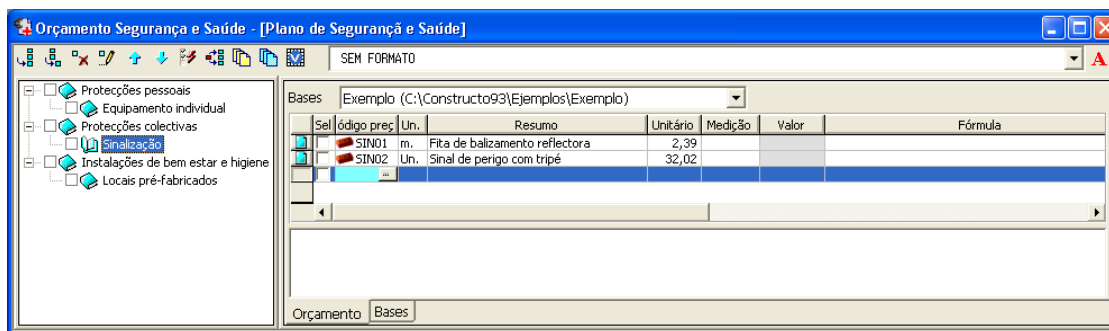 Orçamento Segurança e Saúde - [Plano de Segurançã e Saúde]
SEM FORMATO
A
Protecções pessoais
Equipamento individual
Protecções colectivas
Sinalização
Instalações de bem estar e higiene
Locais pré-fabricados
Bases Exemplo (C:\Constructo93\Ejemplos\Exemplo)
Sel ódigo preç Un. Resumo Unitário Medição Valor Fórmula
SIN01 m. Fita de balizamento reflectora 2,39
SIN02 Un. Sinal de perigo com tripé 32,02
...
Orçamento Bases